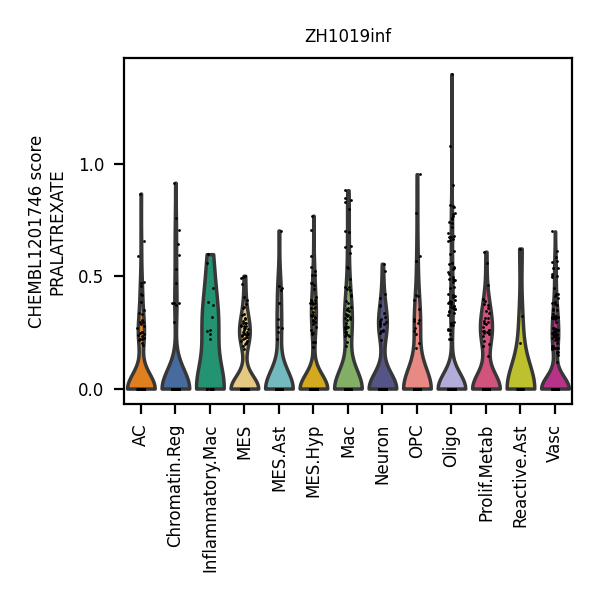 ZH1019inf
CHEMBL1201746 score
PRALATREXATE
1.0
0.5
0.0
AC
Chromatin.Reg
Inflammatory.Mac
MES
MES.Ast
MES.Hyp
Mac
Neuron
OPC
Oligo
Prolif.Metab
Reactive.Ast
Vasc